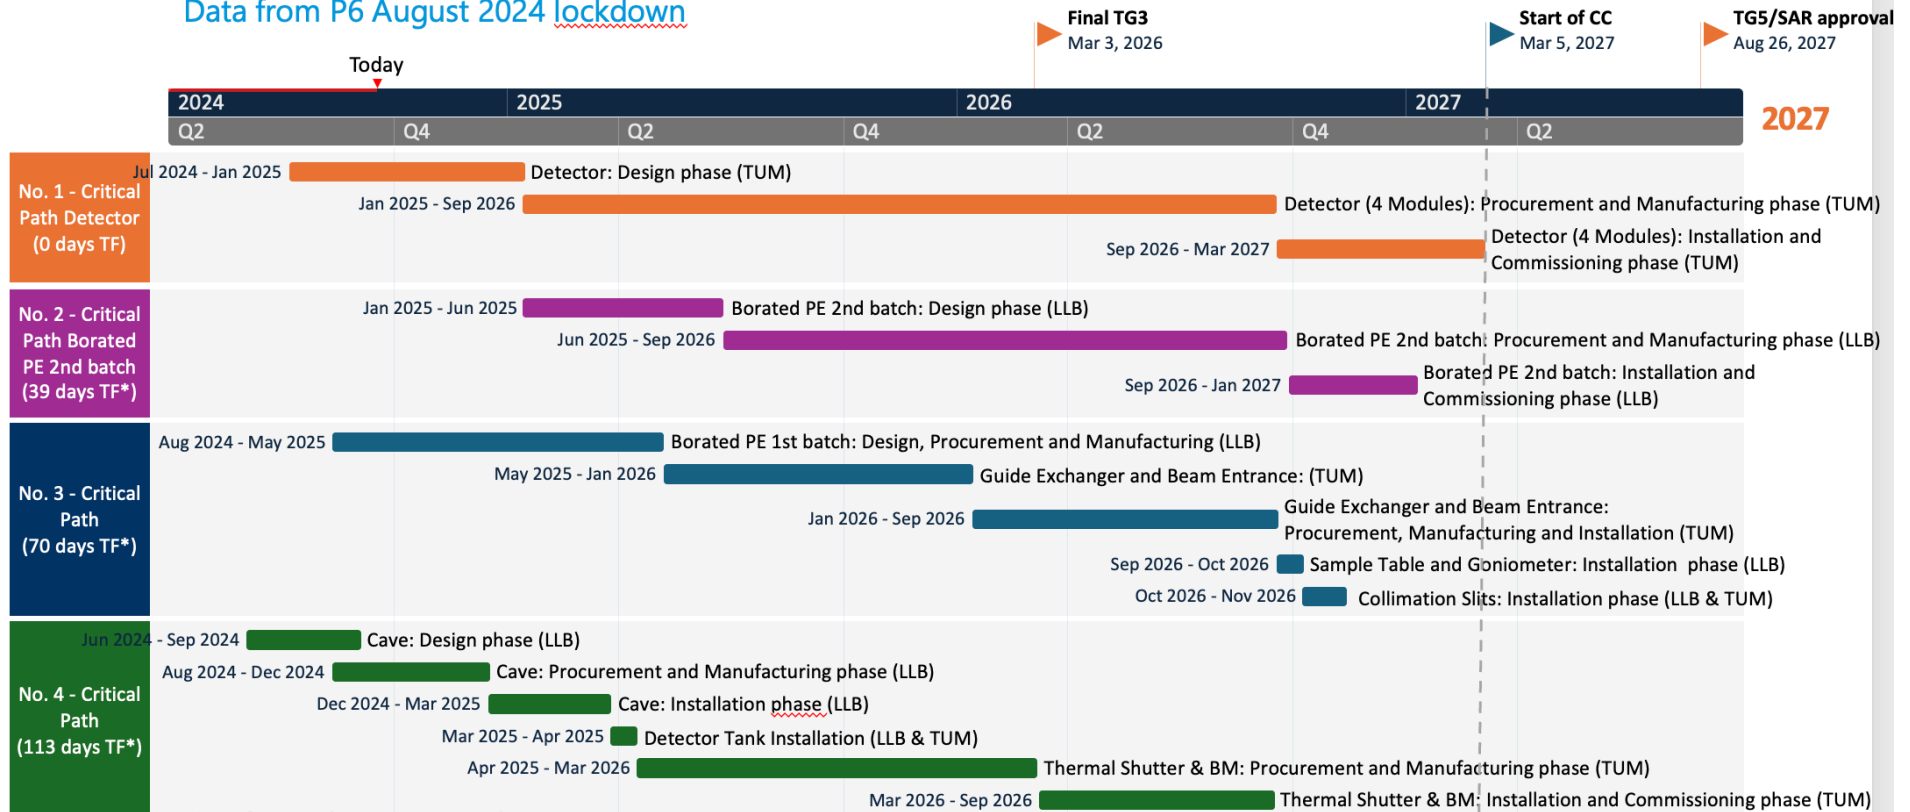 Data from P6 August 2024 lockdown
Final TG3
Mar 3, 2026
Start of CC
Mar 5, 2027
TG5/SAR approval
Aug 26, 2027
Today
2024
2025
2026
2027
2027
Q2
Q4
Q2
Q4
Q2
Q4
Q2
No. 1 - Critical
Path Detector
(0 days TF)
Jul 2024 - Jan 2025
Detector: Design phase (TUM)
Jan 2025 - Sep 2026
Detector (4 Modules): Procurement and Manufacturing phase (TUM)
Sep 2026 - Mar 2027
Detector (4 Modules): Installation and
Commissioning phase (TUM)
No. 2 - Critical
Path Borated
PE 2nd batch
(39 days TF*)
Jan 2025 - Jun 2025
Borated PE 2nd batch: Design phase (LLB)
Jun 2025 - Sep 2026
Borated PE 2nd batch: Procurement and Manufacturing phase (LLB)
Sep 2026 - Jan 2027
Borated PE 2nd batch: Installation and
Commissioning phase (LLB)
No. 3 - Critical
Path
(70 days TF*)
Aug 2024 - May 2025
Borated PE 1st batch: Design, Procurement and Manufacturing (LLB)
May 2025 - Jan 2026
Guide Exchanger and Beam Entrance: (TUM)
Jan 2026 - Sep 2026
Guide Exchanger and Beam Entrance:
Procurement, Manufacturing and Installation (TUM)
Sep 2026 - Oct 2026
Sample Table and Goniometer: Installation  phase (LLB)
Oct 2026 - Nov 2026
Collimation Slits: Installation phase (LLB & TUM)
No. 4 - Critical
Path
(113 days TF*)
Jun 2024 - Sep 2024
Cave: Design phase (LLB)
Aug 2024 - Dec 2024
Cave: Procurement and Manufacturing phase (LLB)
Dec 2024 - Mar 2025
Cave: Installation phase (LLB)
Mar 2025 - Apr 2025
Detector Tank Installation (LLB & TUM)
Apr 2025 - Mar 2026
Thermal Shutter & BM: Procurement and Manufacturing phase (TUM)
Mar 2026 - Sep 2026
Thermal Shutter & BM: Installation and Commissioning phase (TUM)